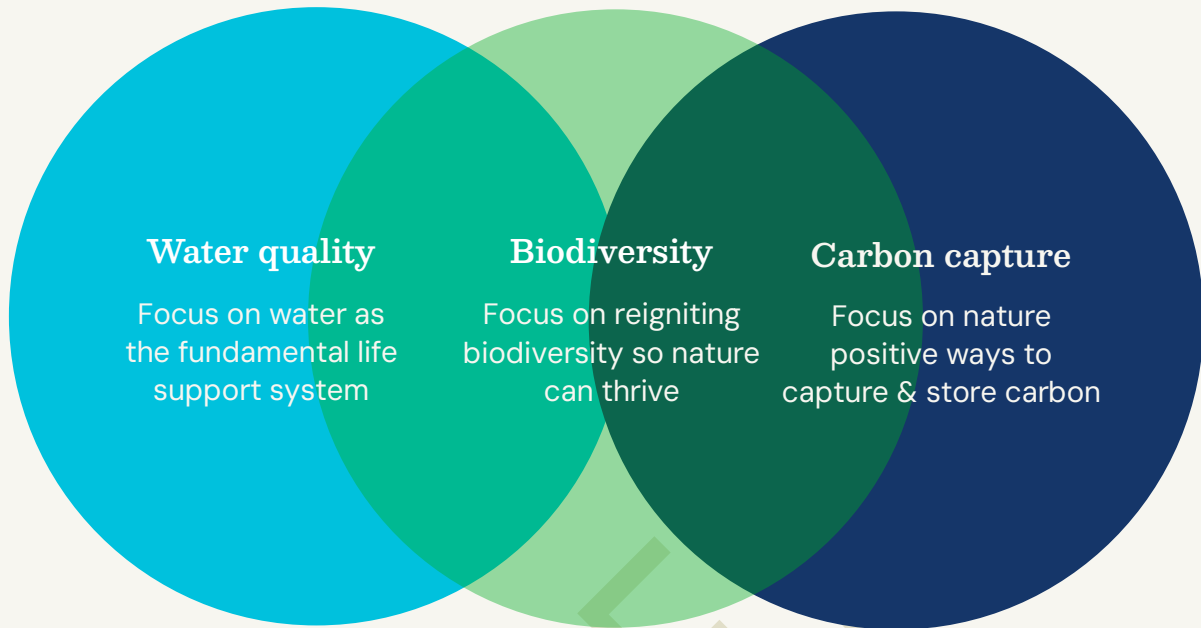 Water quality
Focus on water as
the fundamental life
support system
Biodiversity
Focus on reigniting
biodiversity so nature
can thrive
Carbon capture
Focus on nature
positive ways to
capture & store carbon